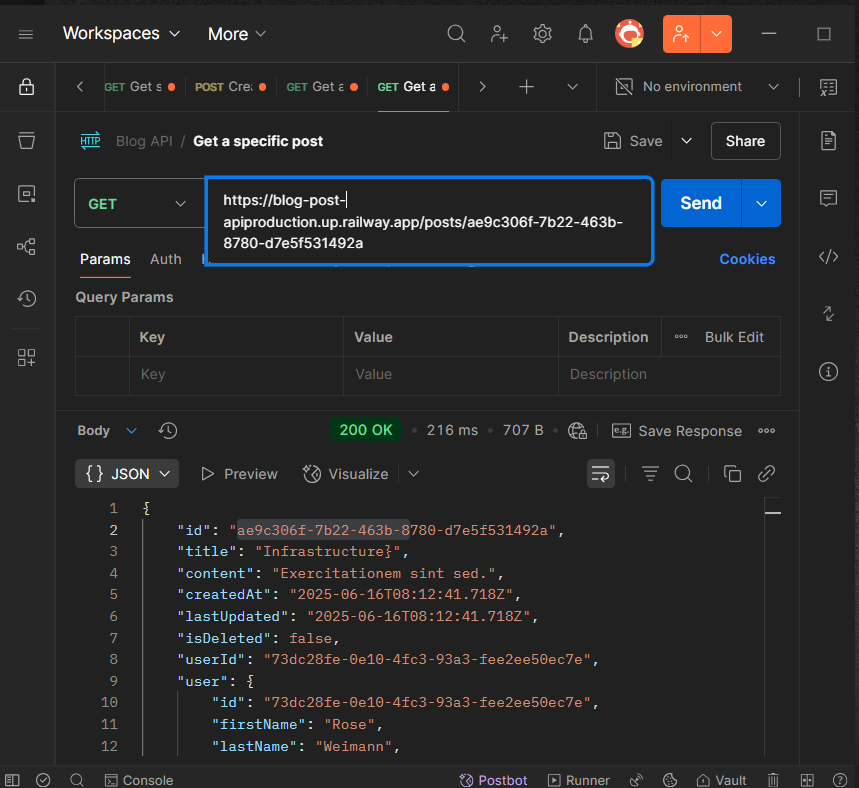 Workspaces More
GET Get s POST Cre GET Get a GET Get a No environment
HTTP Blog API / Get a specific post Save Share
GET https://blog-post-
apiproduction.up.railway.app/posts/ae9c306f-7b22-463b-
8780-d7e5f531492a
Send
Params Auth Cookies
Query Params
Key Value Description Bulk Edit
Key Value Description
Body 200 OK 216 ms 707 B e.g. Save Response
{} JSON Preview Visualize
1 {
2 "id": "ae9c306f-7b22-463b-8780-d7e5f531492a",
3 "title": "Infrastructure}",
4 "content": "Exercitationem sint sed.",
5 "createdAt": "2025-06-16T08:12:41.718Z",
6 "lastUpdated": "2025-06-16T08:12:41.718Z",
7 "isDeleted": false,
8 "userId": "73dc28fe-0e10-4fc3-93a3-fee2ee50ec7e",
9 "user": {
10 "id": "73dc28fe-0e10-4fc3-93a3-fee2ee50ec7e",
11 "firstName": "Rose",
12 "lastName": "Weimann",
Console Postbot Runner Vault